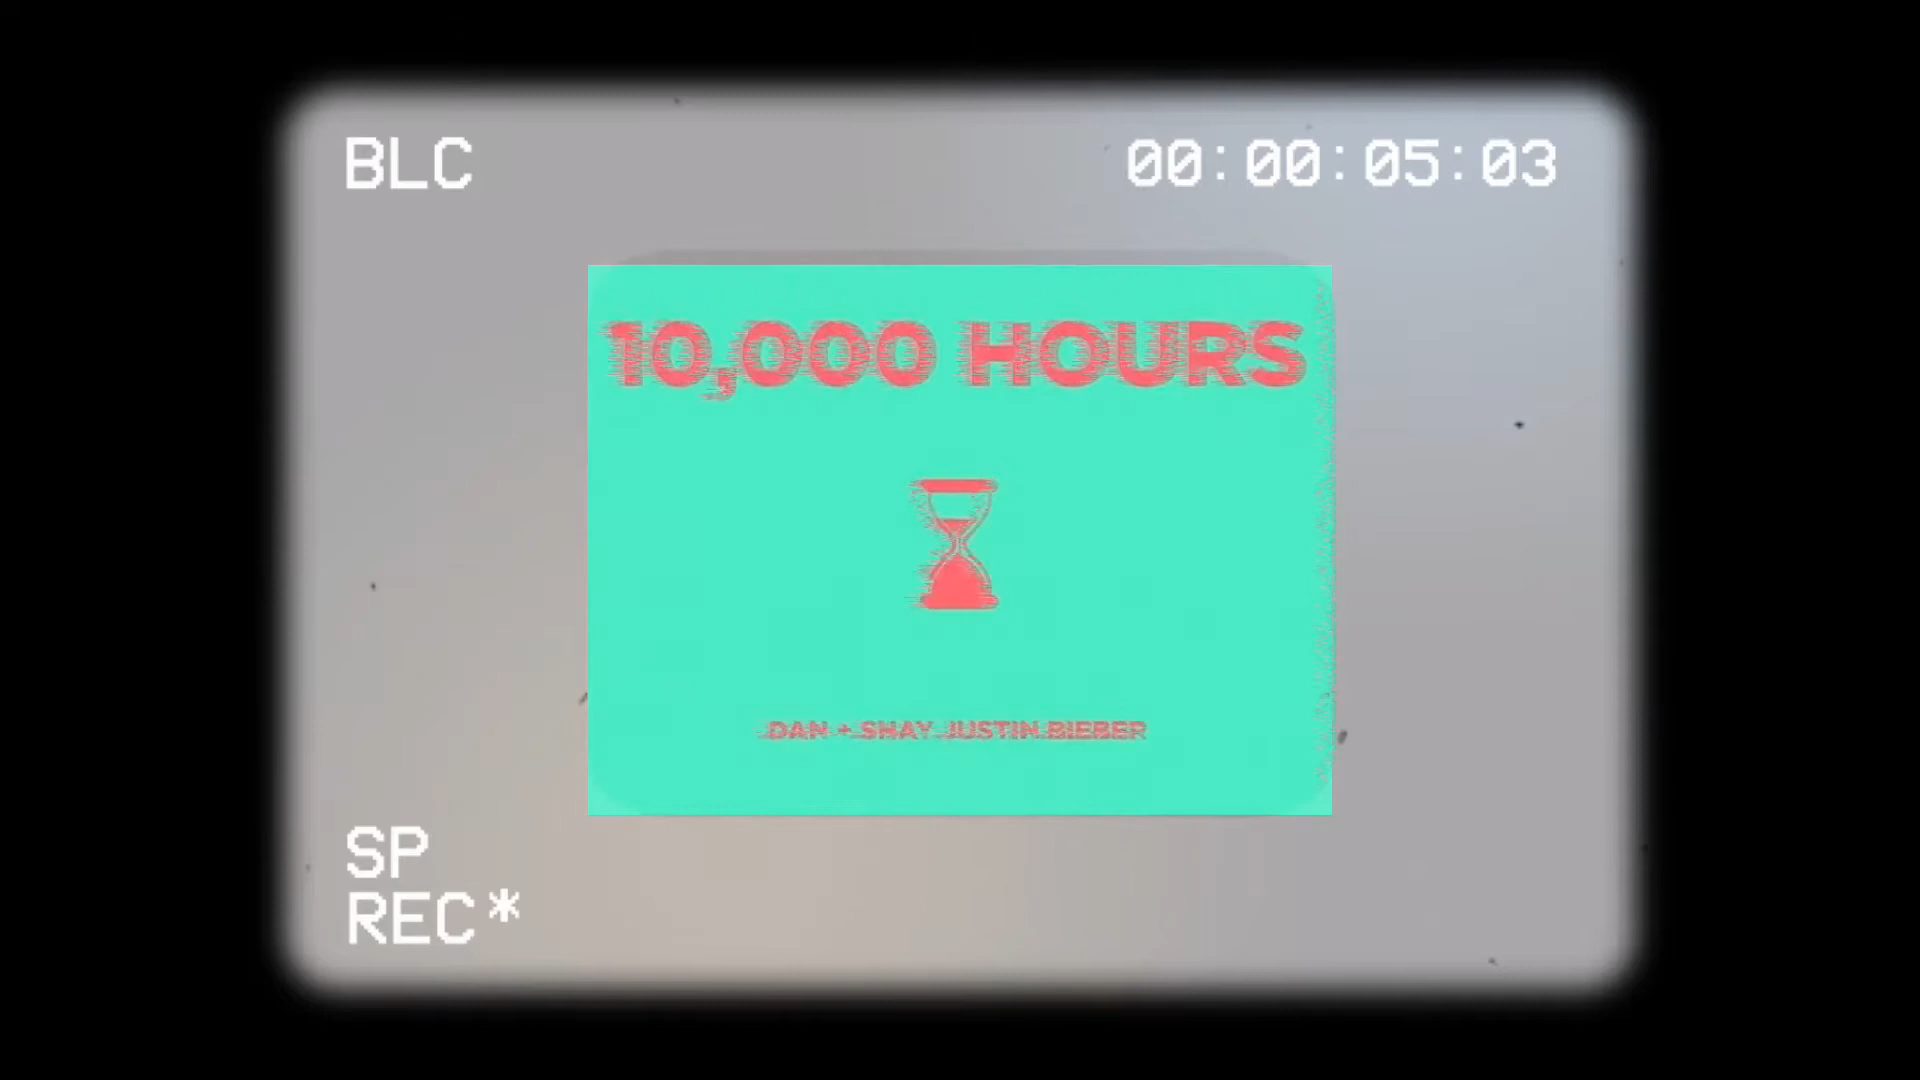 BLC
00:00:05:03
10,000 HOURS
DAN + SHAY JUSTIN BIEBER
SP
REC*